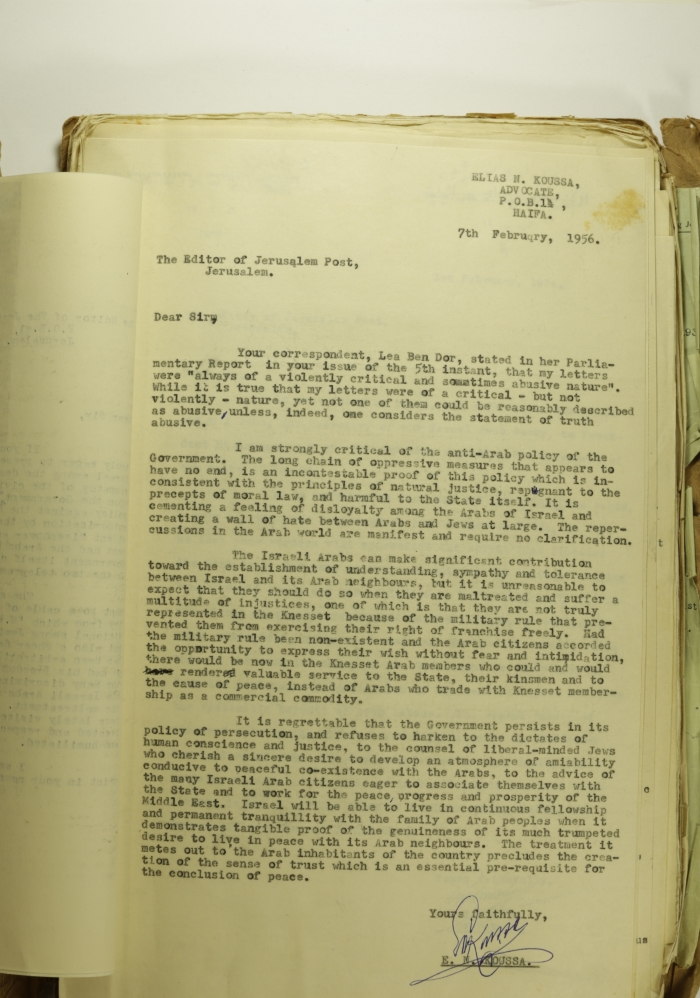 ELIAS N. KOUSSA,
ADVOCATE,
P.O.B.
HAIFA.
7th Februqry, 1956.
The Editor of Jerusalem Post,
Jerusalem.
Dear Sir,
Your correspondent, Lea Ben Dor, stated in her Parlia-
mentary Report in your issue of the 5th instant, that my letters
were "always of a violently critical and sometimes abusive nature".
While it is true that my letters were of a critical - but not
violently - nature, yet not one of them could be reasonably described
as abusive, unless, indeed, one considers the statement of truth
abusive.
I am strongly critical of the anti-Arab policy of the
Government. The long chain of oppressive measures that appears to
have no end, is an incontestable proof of this policy which is in-
consistent with the principles of natural justice, repugnant to the
precepts of moral law, and harmful to the State itself. It is
cementing a feeling of disloyalty among the Arabs of Israel and
creating a wall of hate between Arabs and Jews at large. The reper-
cussions in the Arab world are manifest and require no clarification.
The Israeli Arabs can make significant contribution
toward the establishment of understanding, sympathy and tolerance
between Israel and its Arab neighbours, but it is unreasonable to
expect that they should do so when they are maltreated and suffer a
multitude of injustices, one of which is that they are not truly
represented in the Knesset because of the military rule that pre-
vented them from exercising their right of franchise freely. Had
the military rule been non-existent and the Arab citizens accorded
the opportunity to express their wish without fear and intimidation,
there would be now in the Knesset Arab members who could and would
rendered valuable service to the State, their kinsmen and to
the cause of peace, instead of Arabs who trade with Knesset member-
ship as a commercial commodity.
It is regrettable that the Government persists in its
policy of persecution, and refuses to harken to the dictates of
human conscience and justice, to the counsel of liberal-minded Jews
who cherish a sincere desire to develop an atmosphere of amiability
conducive to peaceful co-existence with the Arabs, to the advice of
the many Israeli Arab citizens eager to associate themselves with
the State and to work for the peace, progress and prosperity of the
Middle East. Israel will be able to live in continuous fellowship
and permanent tranquillity with the family of Arab peoples when it
demonstrates tangible proof of the genuineness of its much trumpeted
desire to live in peace with its Arab neighbours. The treatment it
metes out to the Arab inhabitants of the country precludes the crea-
tion of the sense of trust which is an essential pre-requisite for
the conclusion of peace.
Yours faithfully,
E. N. KOUSSA.